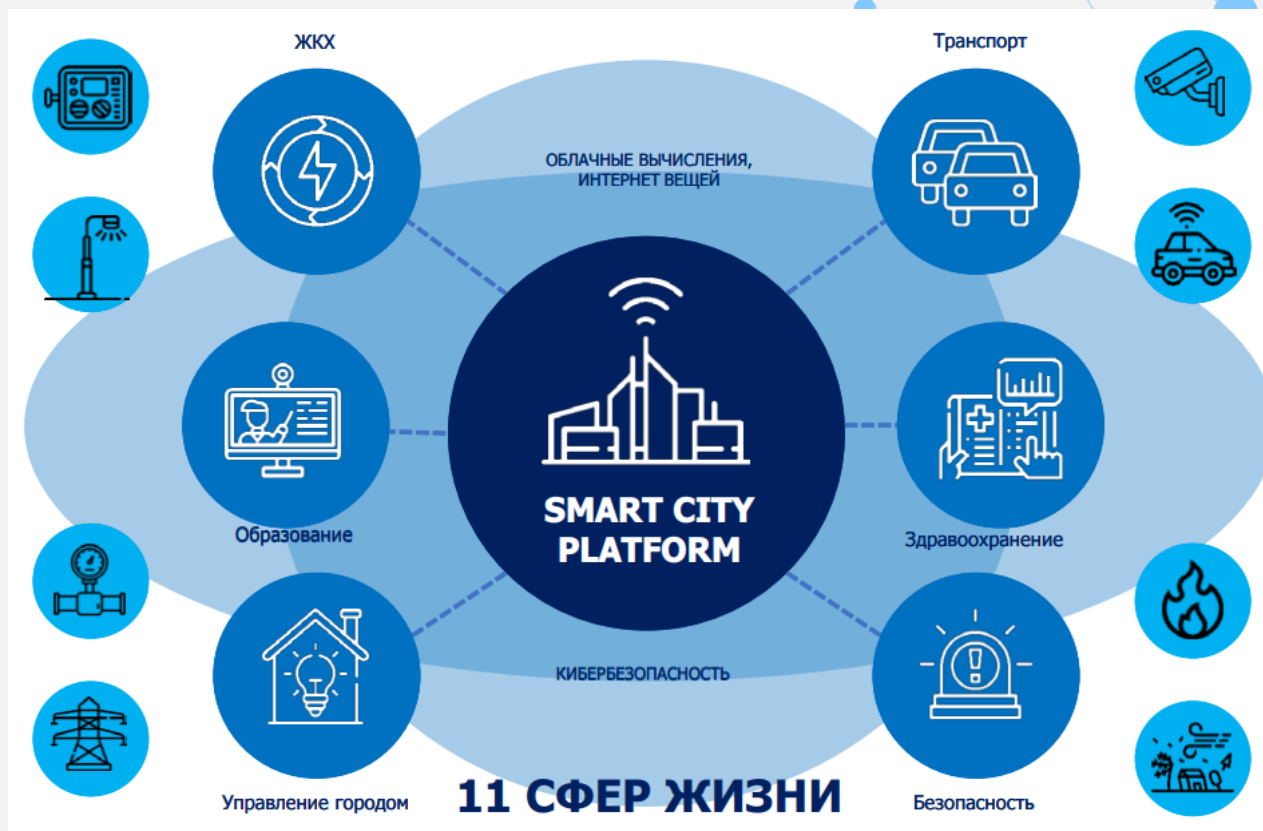 ЖКХ
Транспорт
ОБЛАЧНЫЕ ВЫЧИСЛЕНИЯ,
ИНТЕРНЕТ ВЕЩЕЙ
SMART CITY
PLATFORM
Образование
Здравоохранение
КИБЕРБЕЗОПАСНОСТЬ
Управление городом
11 СФЕР ЖИЗНИ
Безопасность